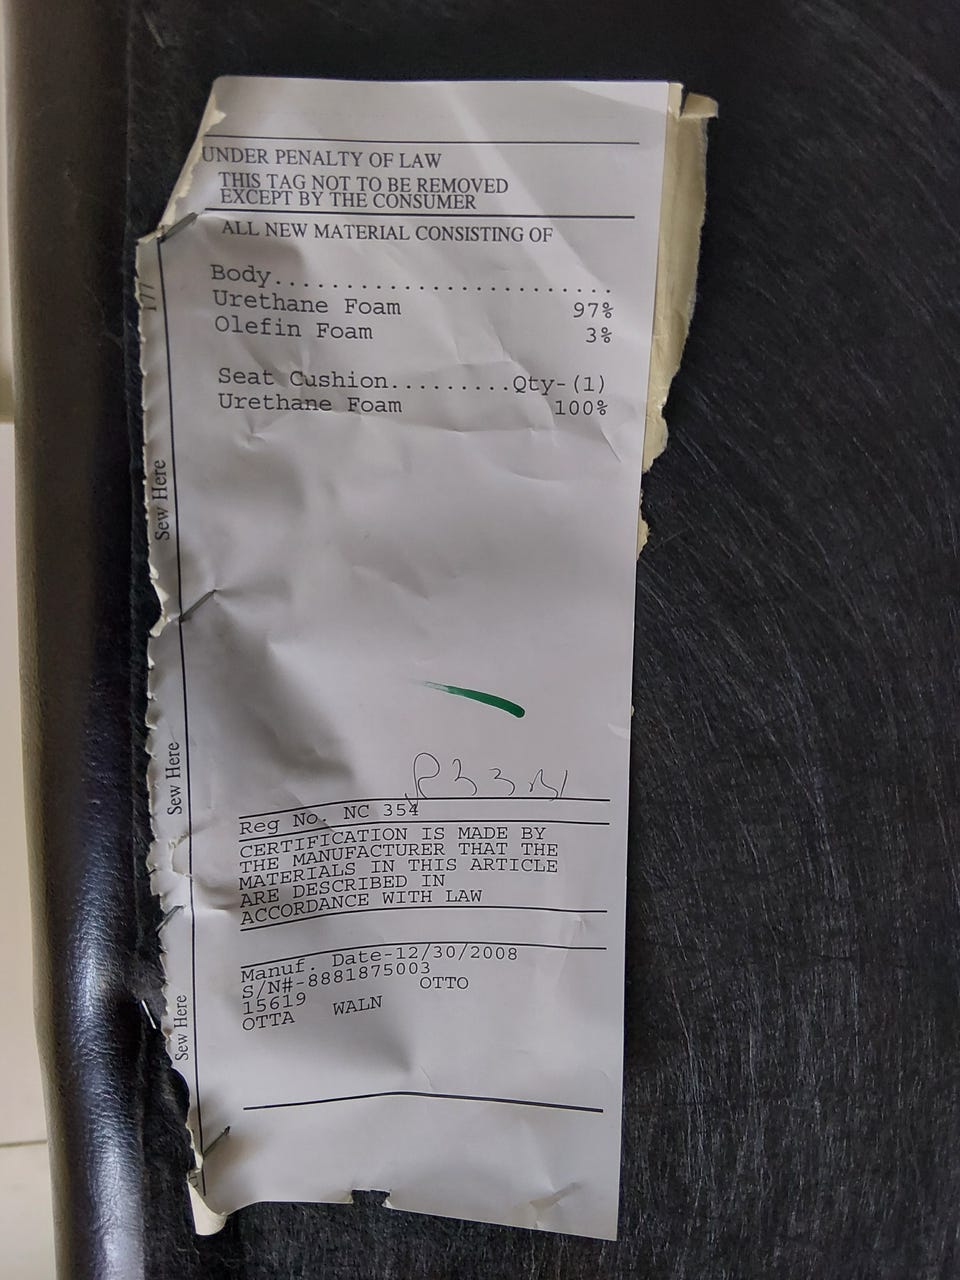 UNDER PENALTY OF LAW
THIS TAG NOT TO BE REMOVED
EXCEPT BY THE CONSUMER
ALL NEW MATERIAL CONSISTING OF
Body.......................
Urethane Foam 97%
Olefin Foam 3%
Seat Cushion.........Qty-(1)
Urethane Foam 100%
Sew Here
Sew Here
Sew Here
Reg No. NC 354
CERTIFICATION IS MADE BY
THE MANUFACTURER THAT THE
MATERIALS IN THIS ARTICLE
ARE DESCRIBED IN
ACCORDANCE WITH LAW
Manuf. Date-12/30/2008
S/N#-8881875003
15619 OTTO
OTTA WALN